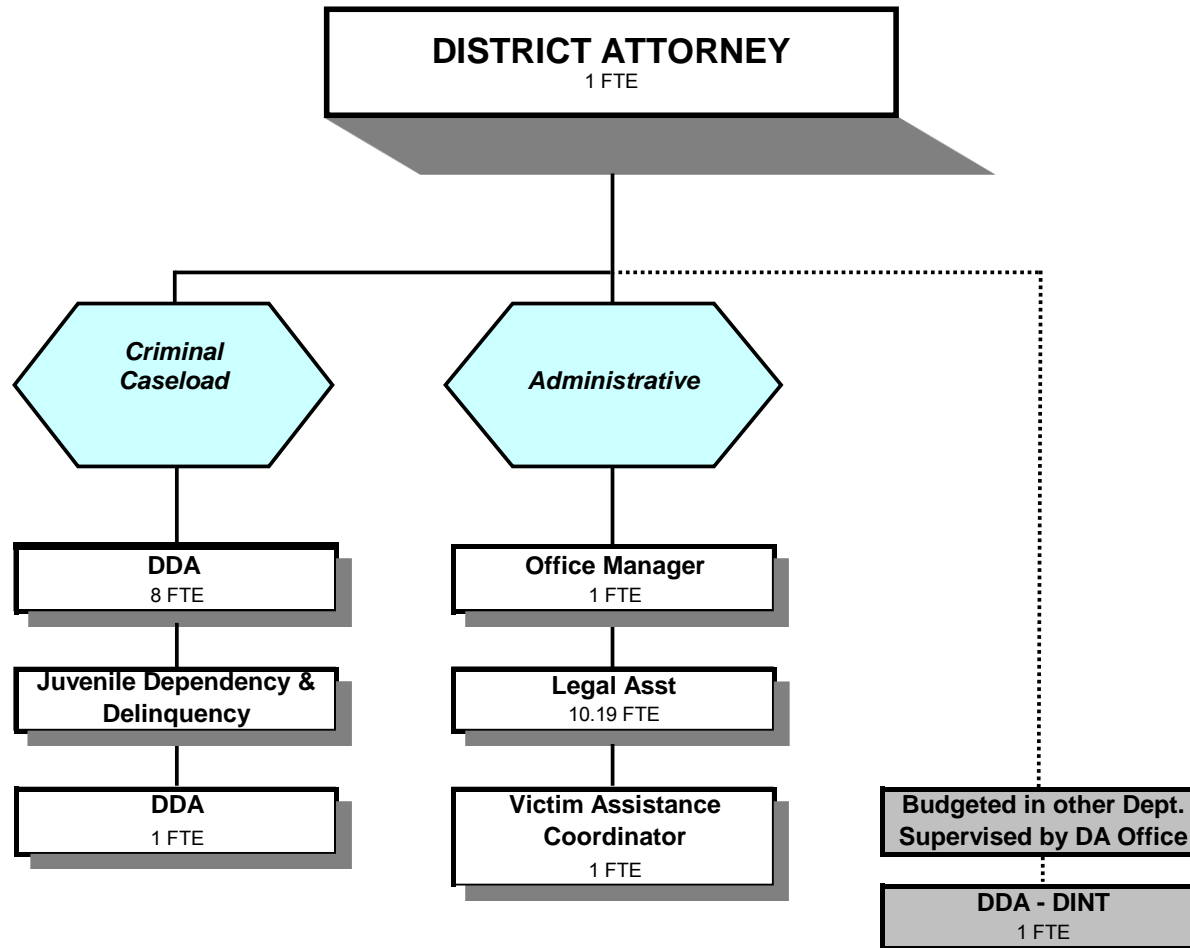 DISTRICT ATTORNEY
1 FTE
Criminal
Caseload
DDA
8 FTE
Juvenile Dependency &
Delinquency
DDA
1 FTE
Administrative
Office Manager
1 FTE
Legal Asst
10.19 FTE
Victim Assistance
Coordinator
1 FTE
Budgeted in other Dept.
Supervised by DA Office
DDA - DINT
1 FTE